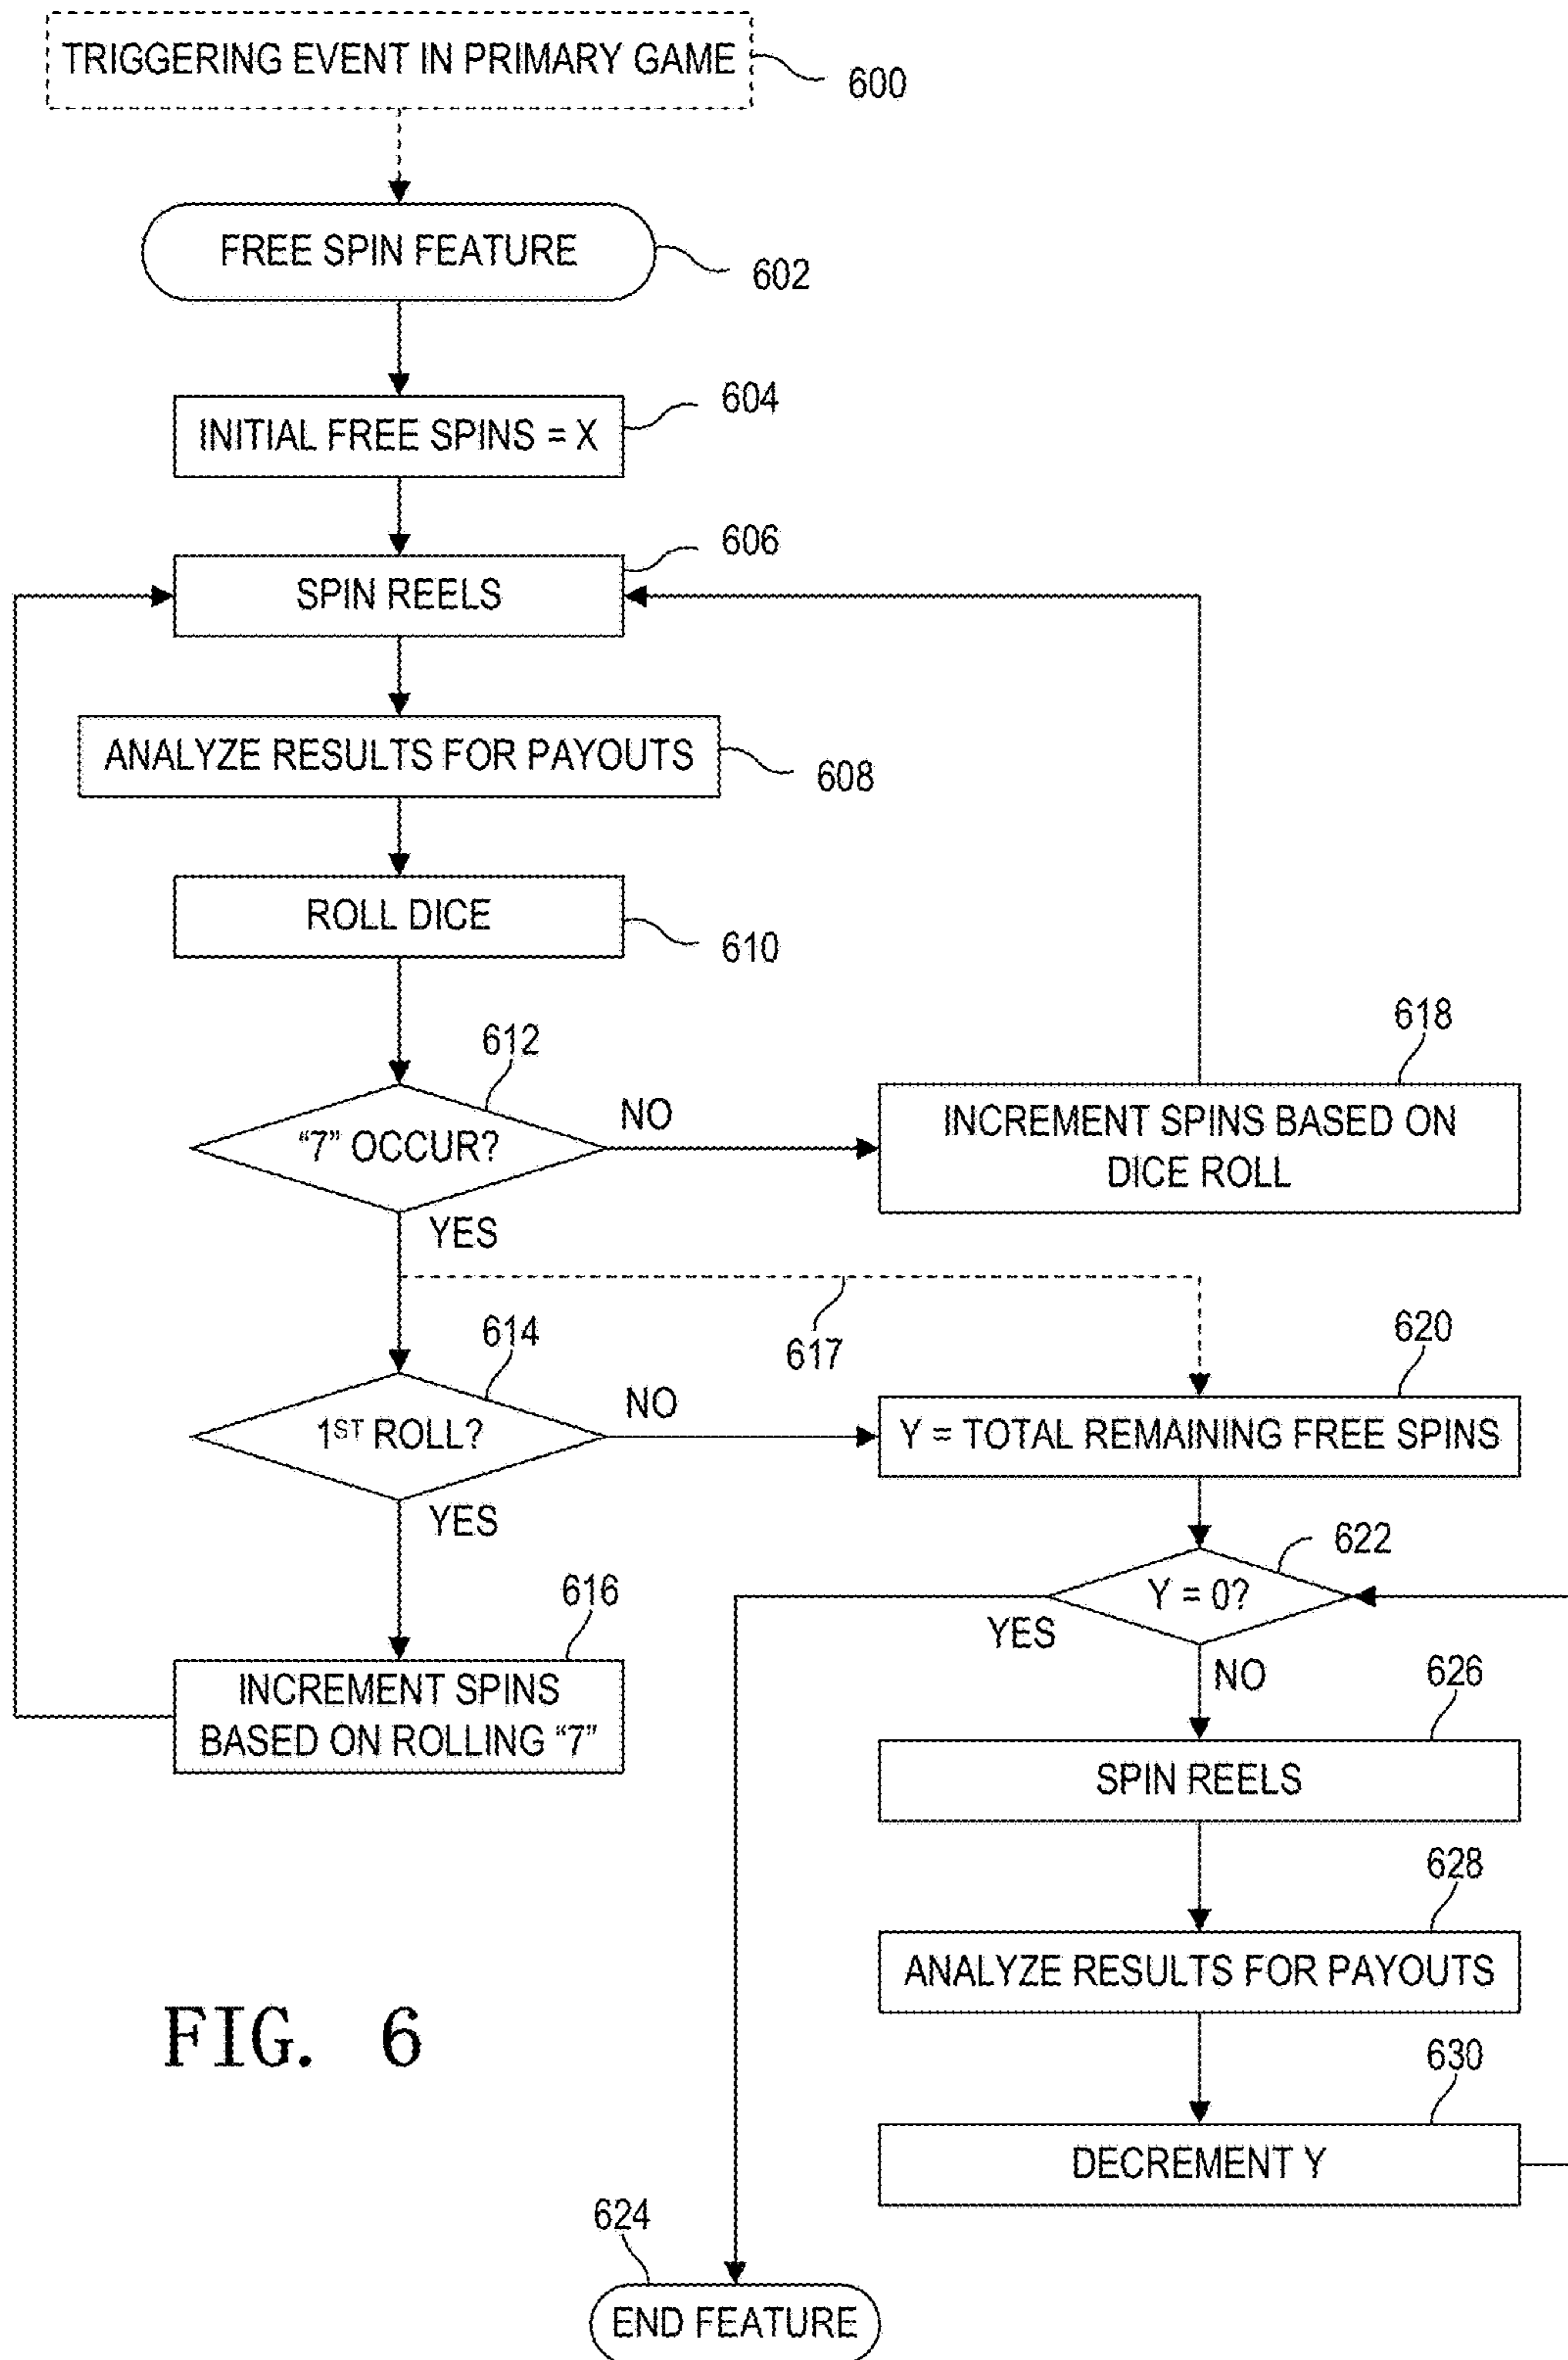 TRIGGERING EVENT IN PRIMARY GAME
600
FREE SPIN FEATURE
602
604
INITIAL FREE SPINS = X
606
SPIN REELS
ANALYZE RESULTS FOR PAYOUTS
608
ROLL DICE
610
612
"7" OCCUR?
NO
YES
618
INCREMENT SPINS BASED ON
DICE ROLL
617
614
1ST ROLL?
NO
YES
620
Y = TOTAL REMAINING FREE SPINS
616
INCREMENT SPINS
BASED ON ROLLING "7"
622
Y = 0?
YES
NO
626
SPIN REELS
628
ANALYZE RESULTS FOR PAYOUTS
630
DECREMENT Y
624
END FEATURE
FIG. 6